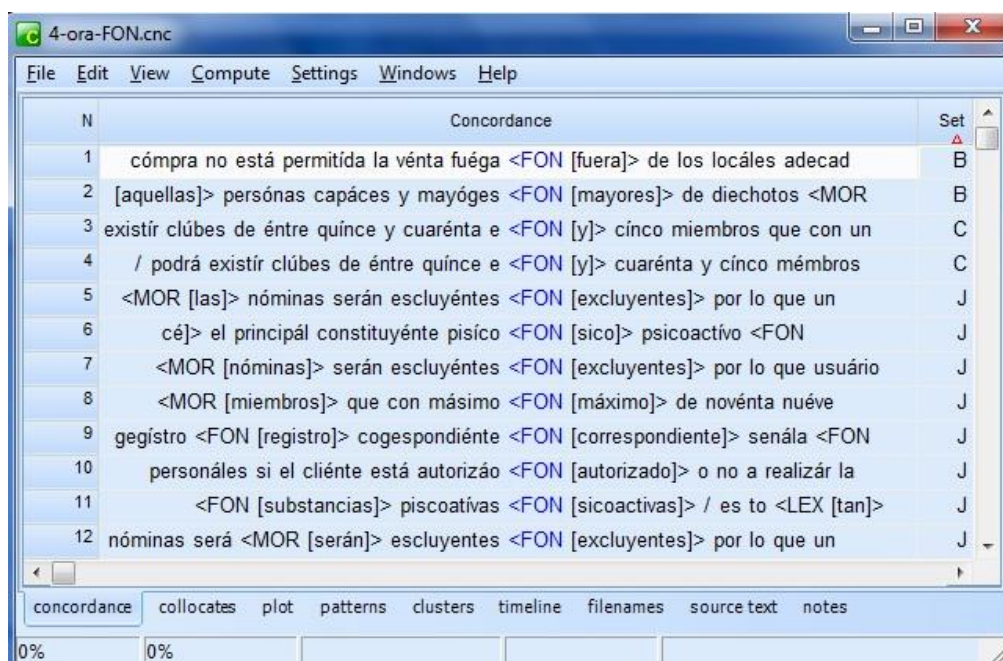 4-ora-FON.cnc
File Edit View Compute Settings Windows Help
N Concordance Set
1 cómpra no está permitída la vénta fuéga <FON [fuera]> de los locáles adecad B
2 [aquellas]> persónas capáces y mayóges <FON [mayores]> de diechotos <MOR B
3 existír clúbes de éntre quínce y cuarénta e <FON [y]> cínco miembros que con un C
4 / podrá existír clúbes de éntre quínce e <FON [y]> cuarénta y cínco mémbros C
5 <MOR [las]> nóminas serán escluyéntes <FON [excluyentes]> por lo que un J
6 cé]> el principál constituyénte pisíco <FON [sico]> psicoactívo <FON J
7 <MOR [nóminas]> serán escluyéntes <FON [excluyentes]> por lo que usuário J
8 <MOR [miembros]> que con másimo <FON [máximo]> de novénta nuéve J
9 gegístro <FON [registro]> cogespondiénte <FON [correspondiente]> senála <FON J
10 personáles si el cliénte está autorizáo <FON [autorizado]> o no a realizár la J
11 <FON [substancias]> piscoatívas <FON [sicoactivas]> / es to <LEX [tan]> J
12 nóminas será <MOR [serán]> escluyentes <FON [excluyentes]> por lo que un J
concordance collocates plot patterns clusters timeline filenames source text notes
0% 0%